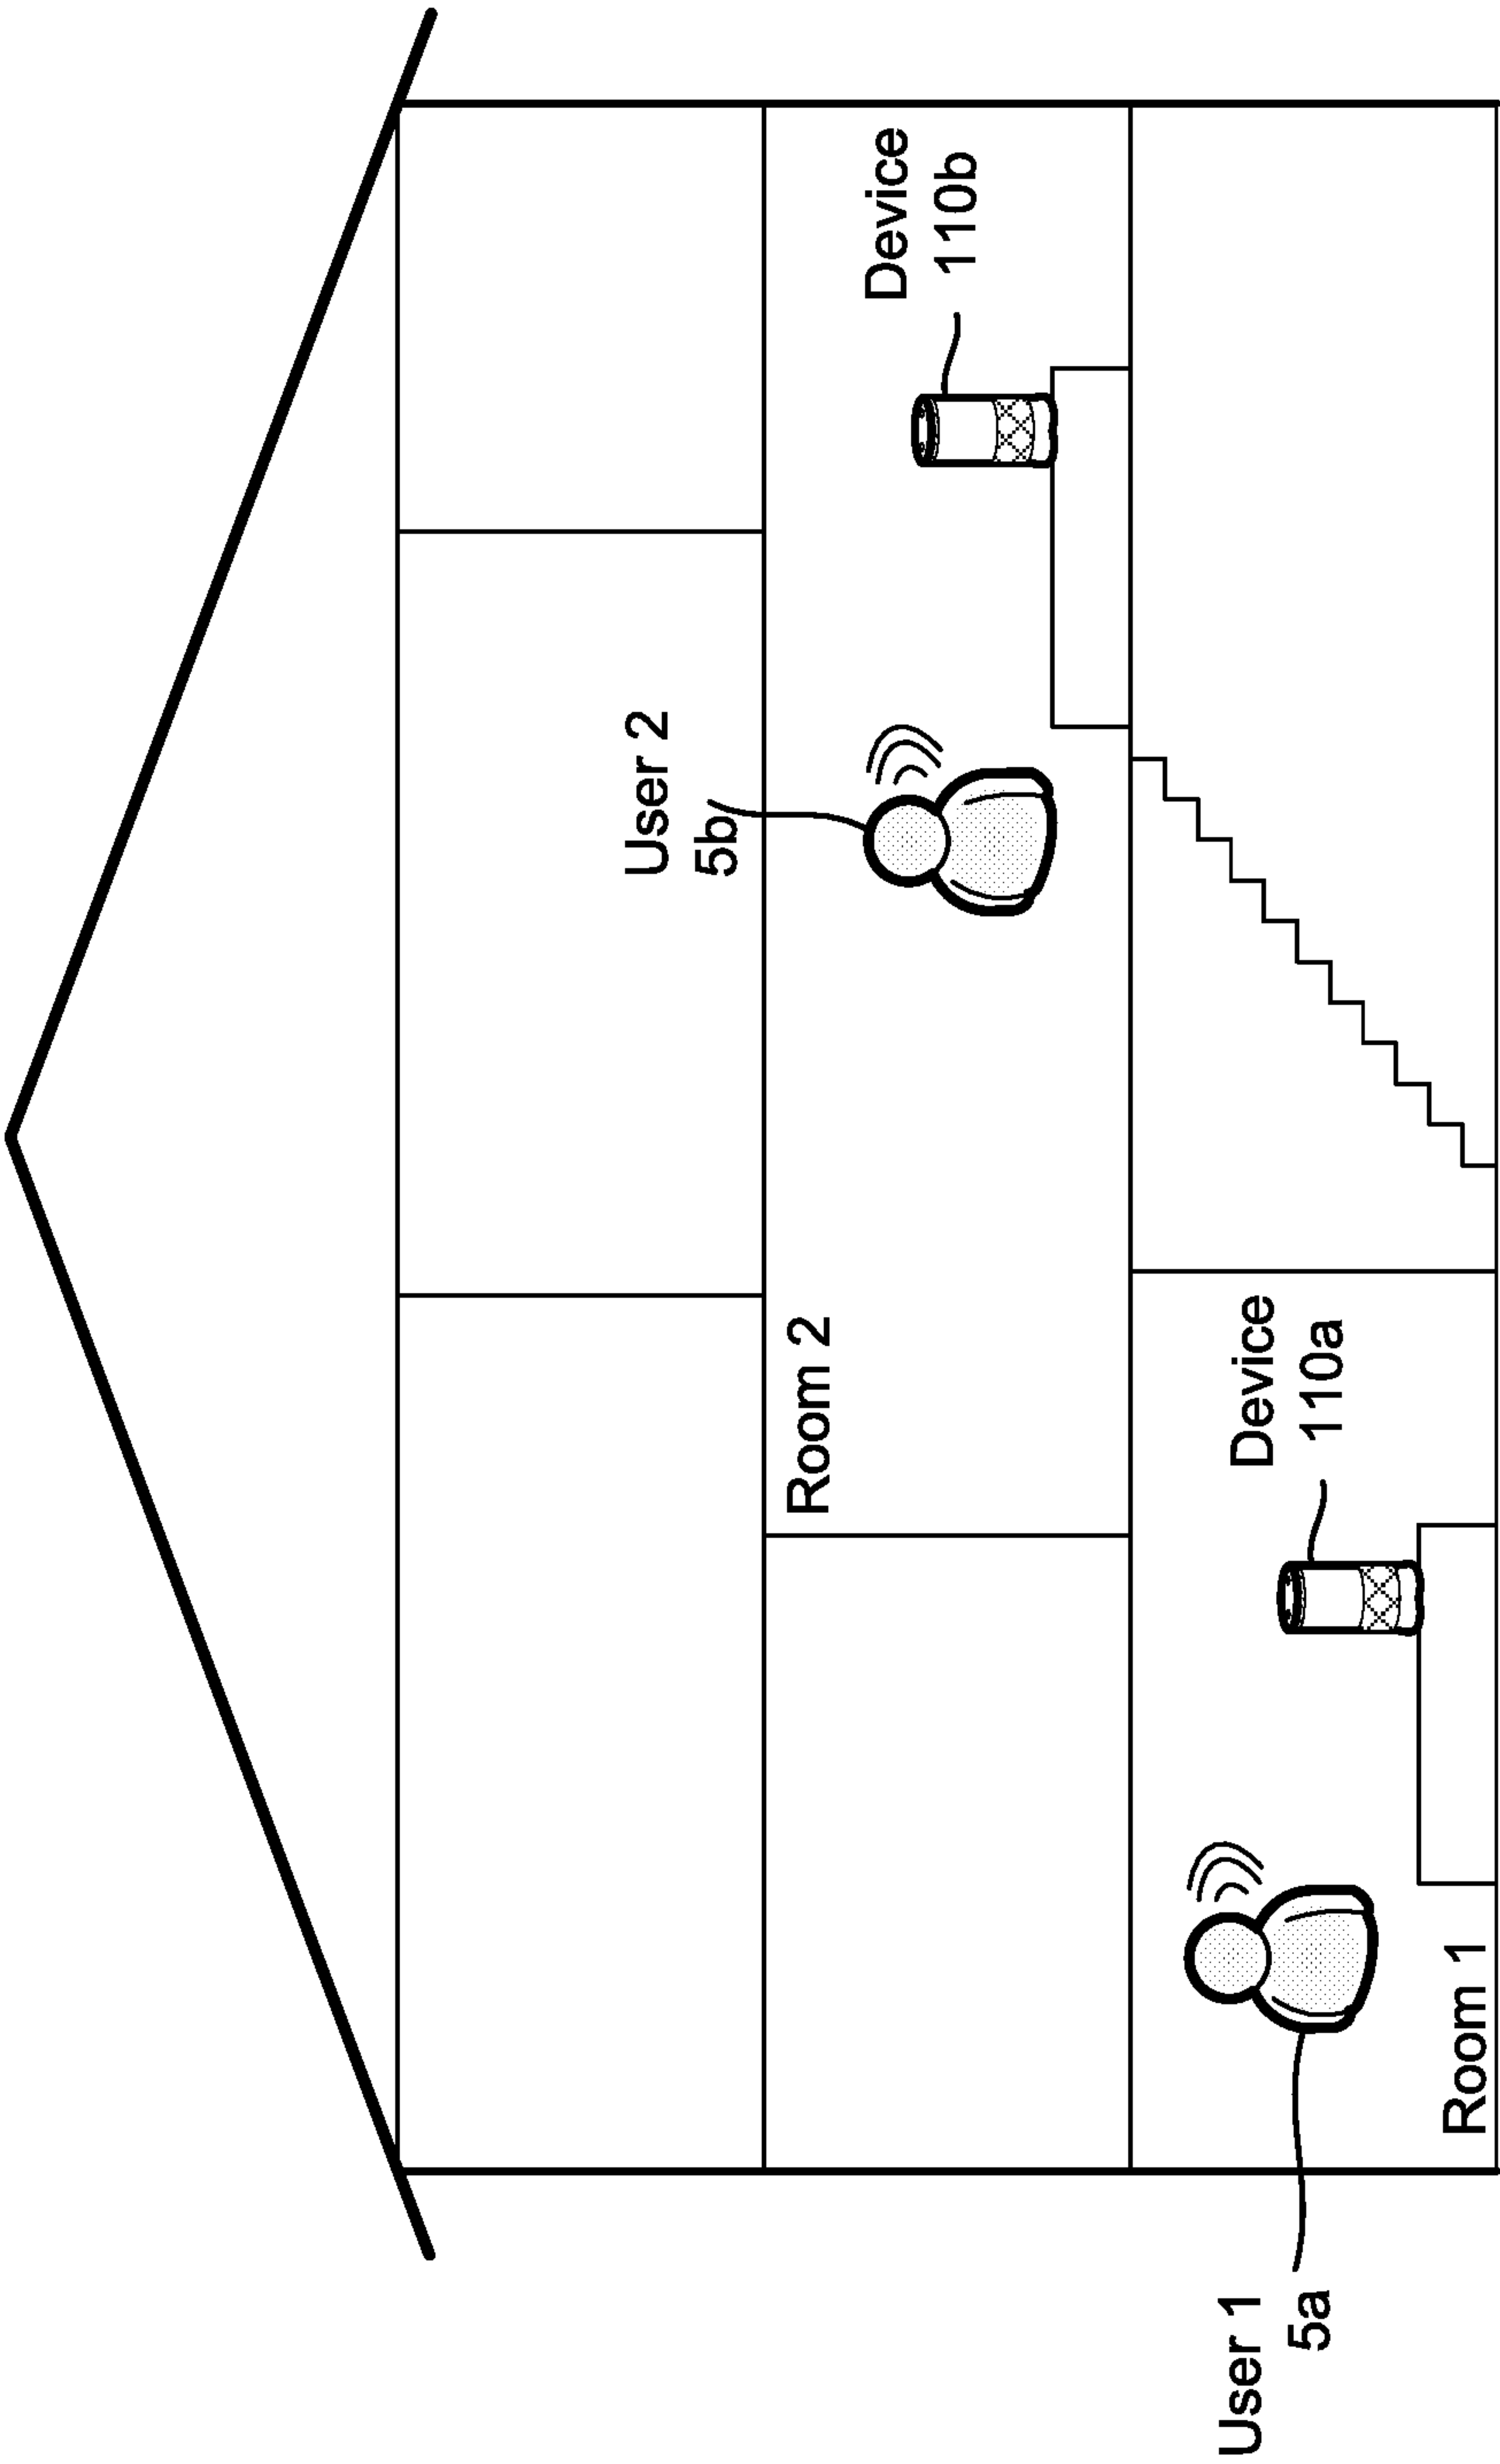 User 2
5b
Device
110b
Room 2
User 1
5a
Device
110a
Room 1